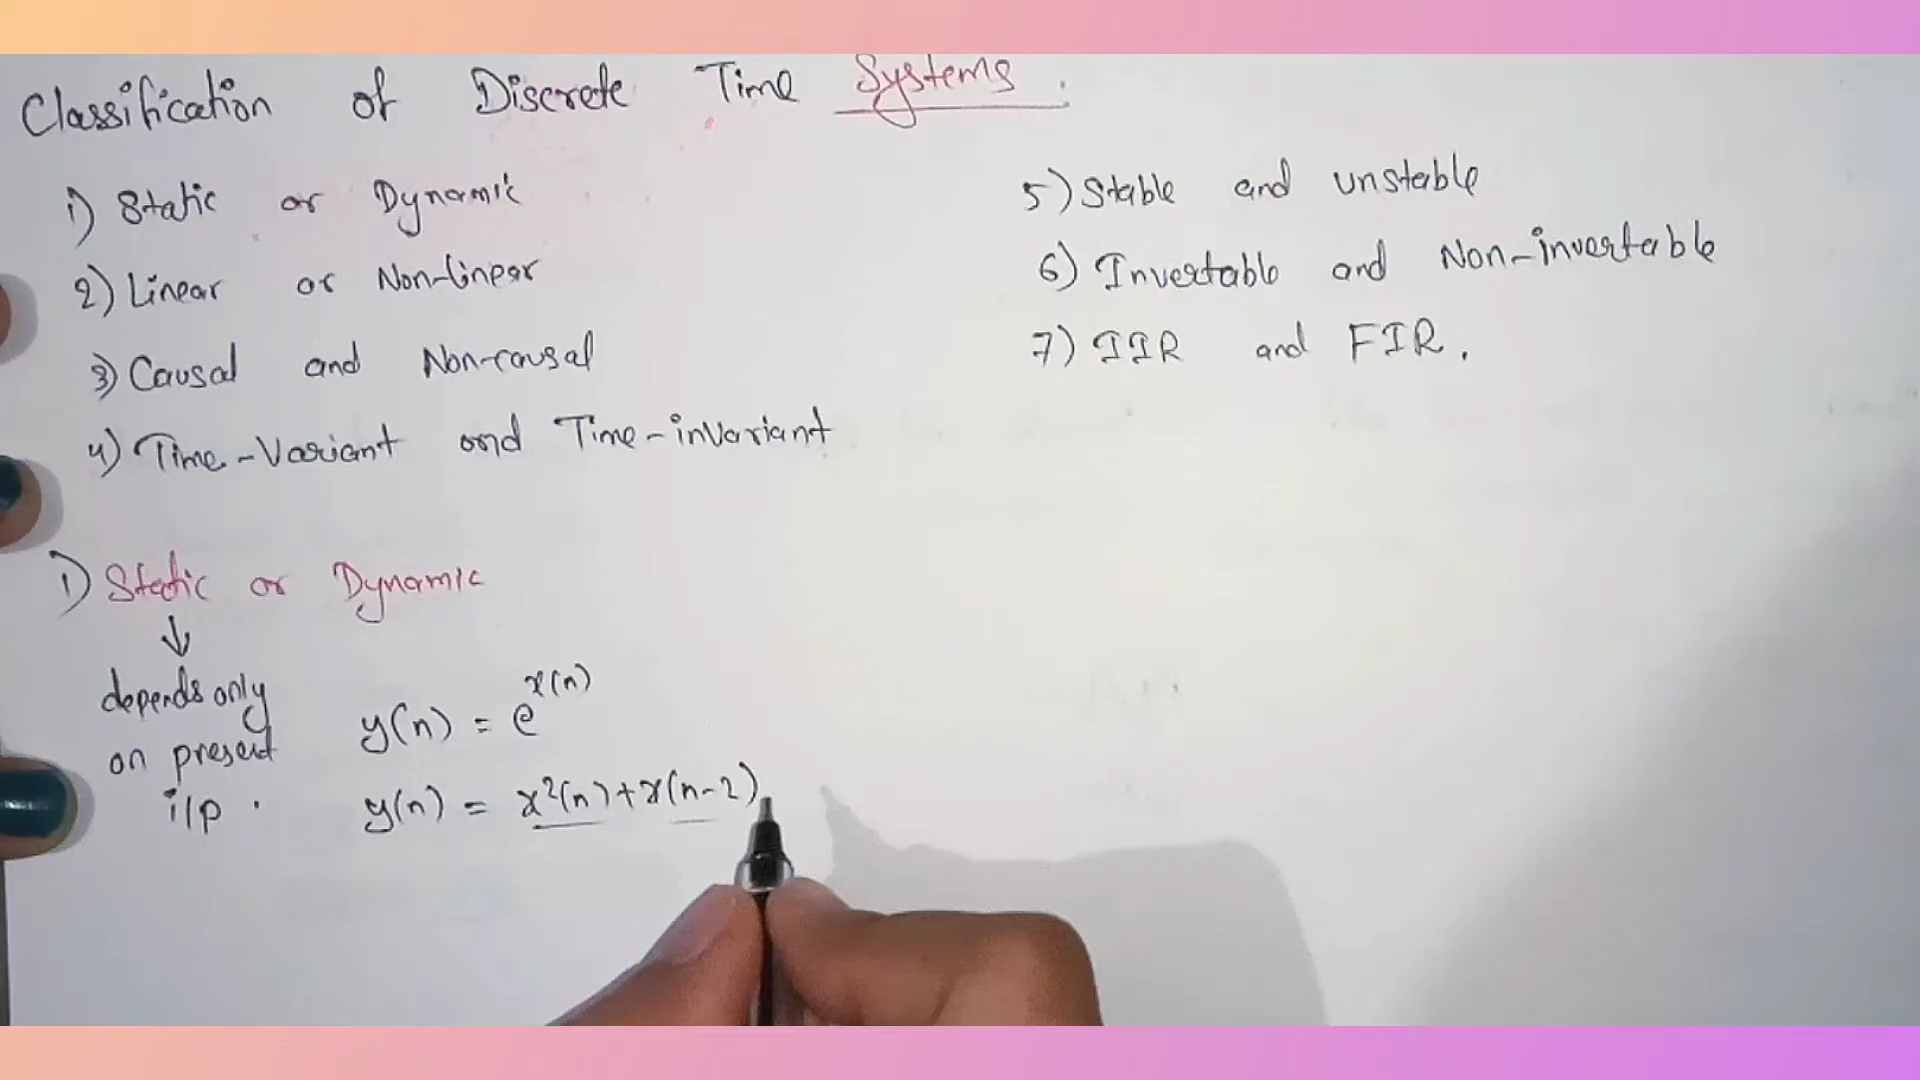 Classification of Discrete Time Systems.
1) Static or Dynamic
2) Linear or Non-linear
3) Causal and Non-causal
4) Time-Variant and Time-invariant
5) Stable and unstable
6) Invertable and Non-invertable
7) IIR and FIR.
1) Static or Dynamic
↓
depends only
on present
i/p.
y(n) = e^x(n)
y(n) = x²(n)+x(n-2)